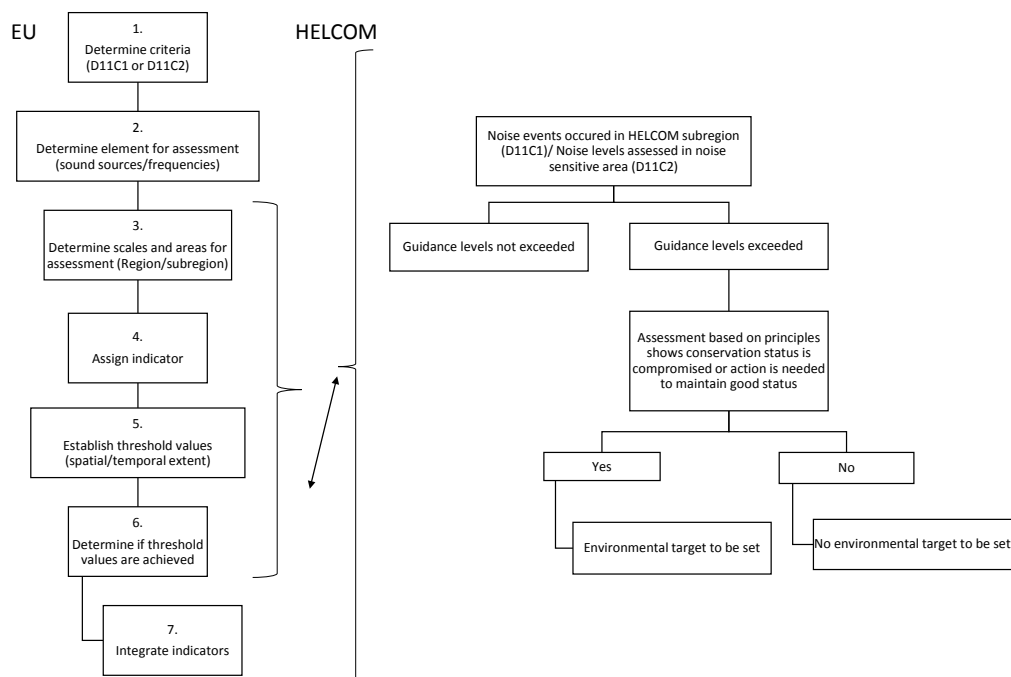 EU
HELCOM
1.
Determine criteria
(D11C1 or D11C2)
2.
Determine element for assessment
(sound sources/frequencies)
3.
Determine scales and areas for
assessment (Region/subregion)
4.
Assign indicator
5.
Establish threshold values
(spatial/temporal extent)
6.
Determine if threshold
values are achieved
7.
Integrate indicators
Noise events occured in HELCOM subregion
(D11C1)/ Noise levels assessed in noise
sensitive area (D11C2)
Guidance levels not exceeded
Guidance levels exceeded
Assessment based on principles
shows conservation status is
compromised or action is needed
to maintain good status
Yes
No
Environmental target to be set
No environmental target to be set